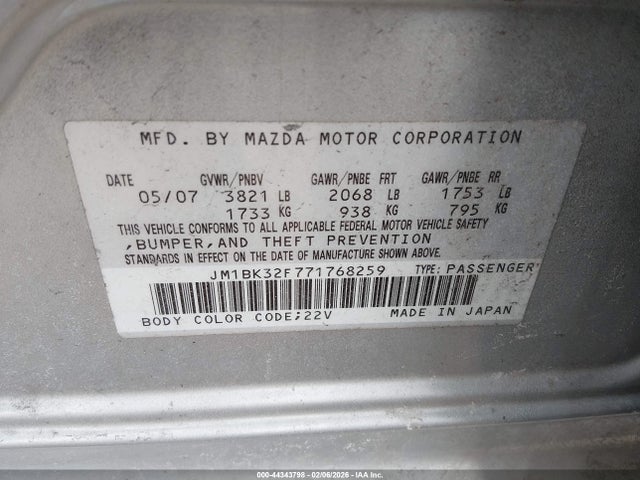 MFD. BY MAZDA MOTOR CORPORATION
DATE GVWR/PNBV GAWR/PNBE FRT GAWR/PNBE RR
05/07 3821 LB 2068 LB 1753 LB
1733 KG 938 KG 795 KG
THIS VEHICLE CONFORMS TO ALL APPLICABLE FEDERAL MOTOR VEHICLE SAFETY
,BUMPER,AND THEFT PREVENTION
STANDARDS IN EFFECT ON THE DATE OF MANUFACTURE SHOWN ABOVE.
JM1BK32F771768259 TYPE: PASSENGER
BODY COLOR CODE;22V MADE IN JAPAN
© 44343798 - 02/06/2026 - IAA Inc.